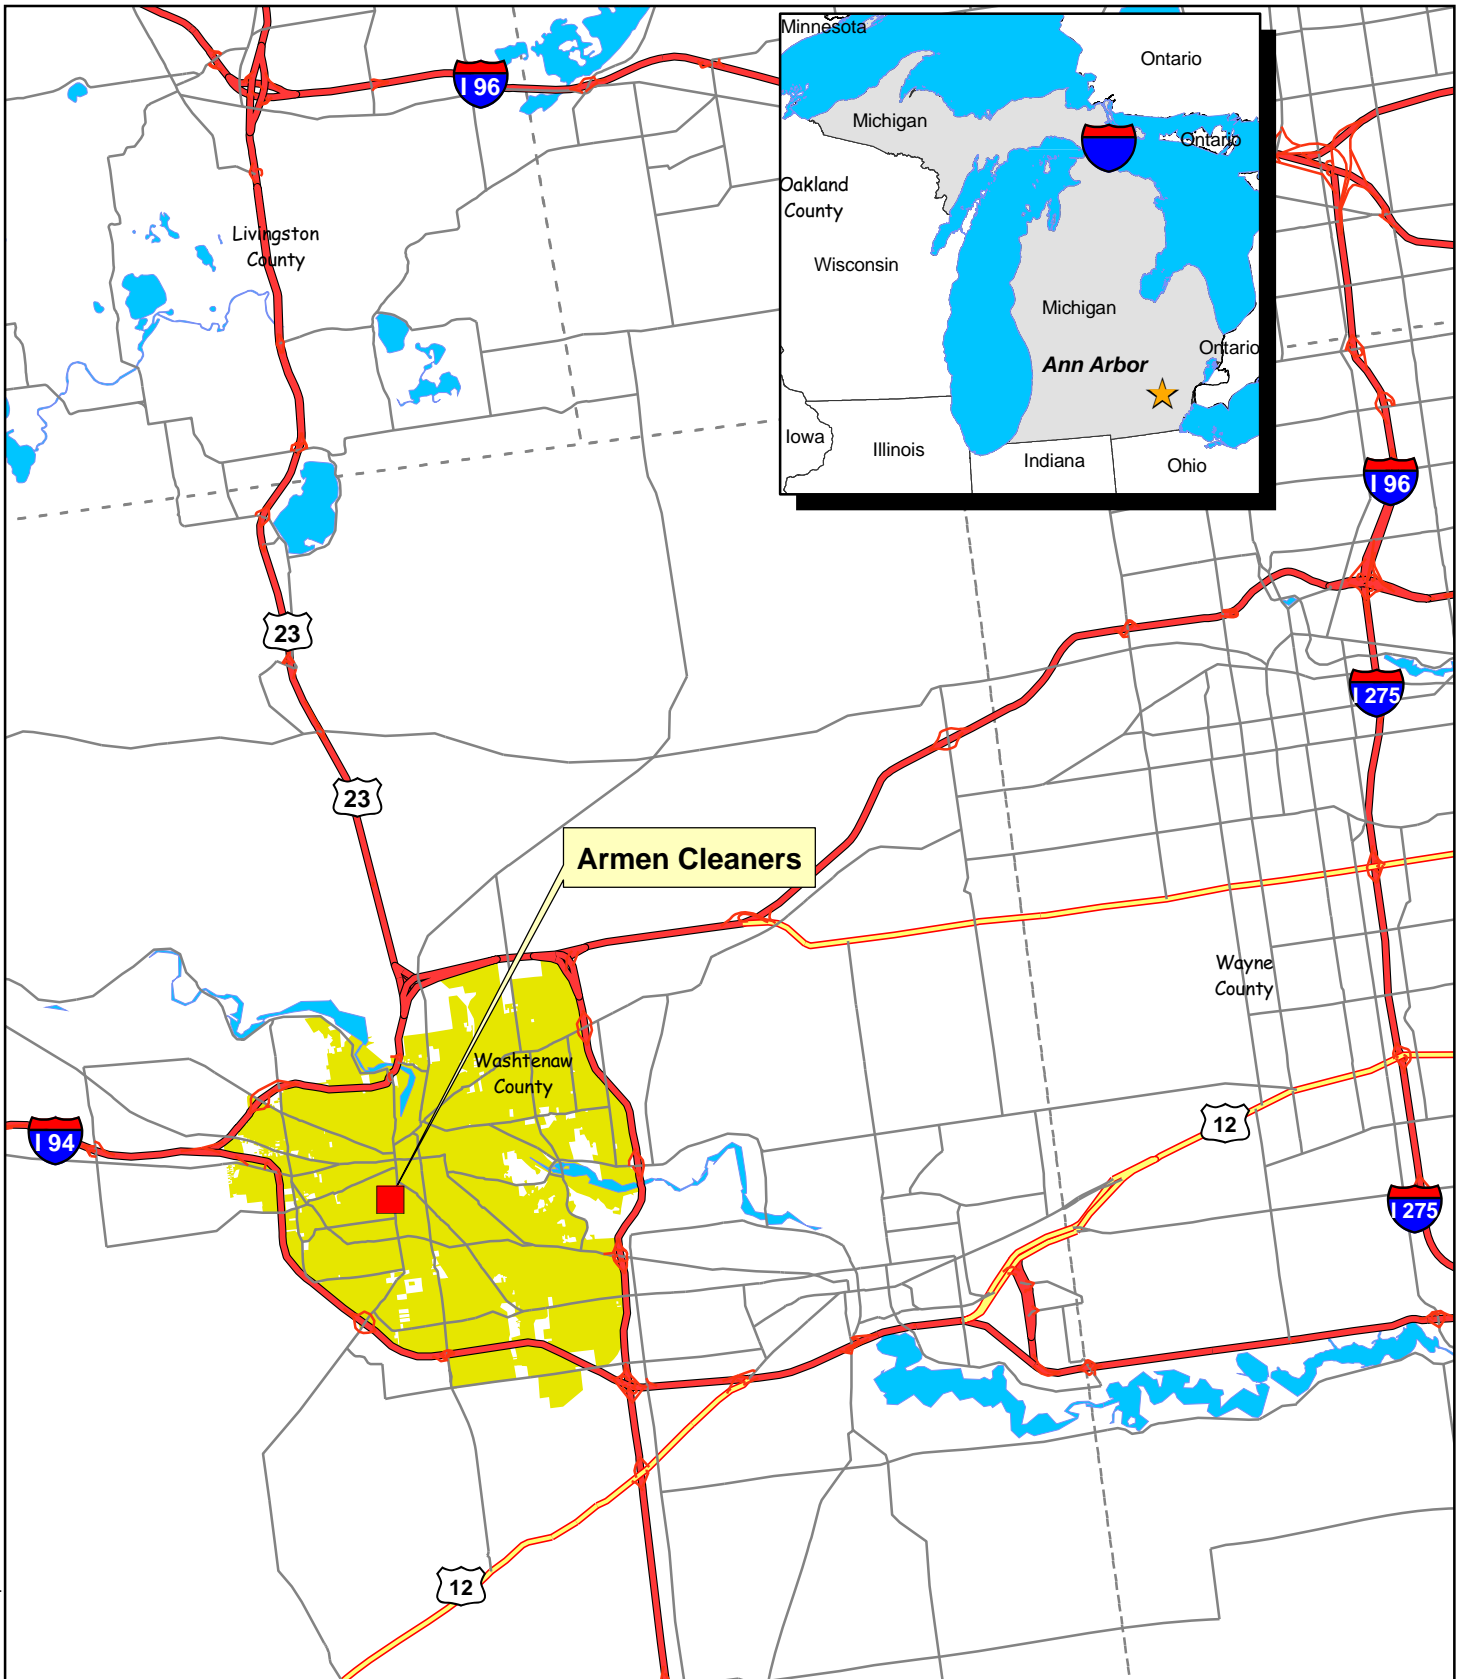 Minnesota
Ontario
I 96
Michigan
Ontario
Oakland
County
Livingston
County
Wisconsin
Michigan
Ontario
Ann Arbor
Iowa
Illinois
Indiana
Ohio
I 96
23
I 275
23
Armen Cleaners
Wayne
County
Washtenaw
County
12
I 94
I 275
12